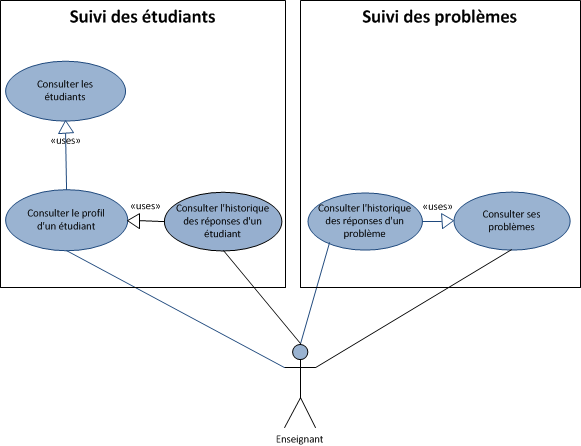 Suivi des étudiants
Suivi des problèmes
Consulter les
étudiants
«uses»
Consulter le profil
d'un étudiant
«uses»
Consulter l'historique
des réponses d'un
étudiant
Consulter l'historique
des réponses d'un
problème
«uses»
Consulter ses
problèmes
Enseignant